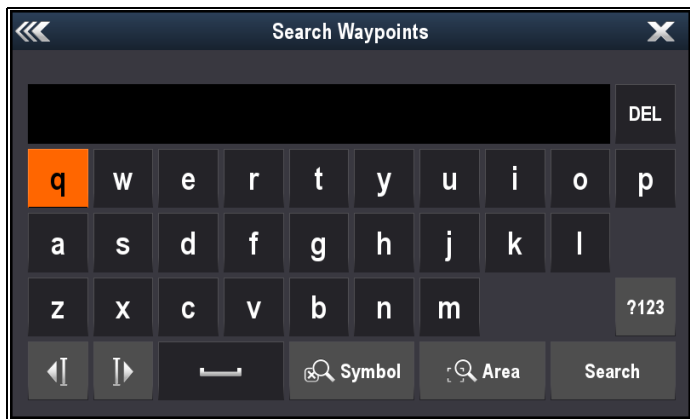 Search Waypoints
DEL
q w e r t y u i o p
a s d f g h j k l
z x c v b n m ?123
Symbol Area Search